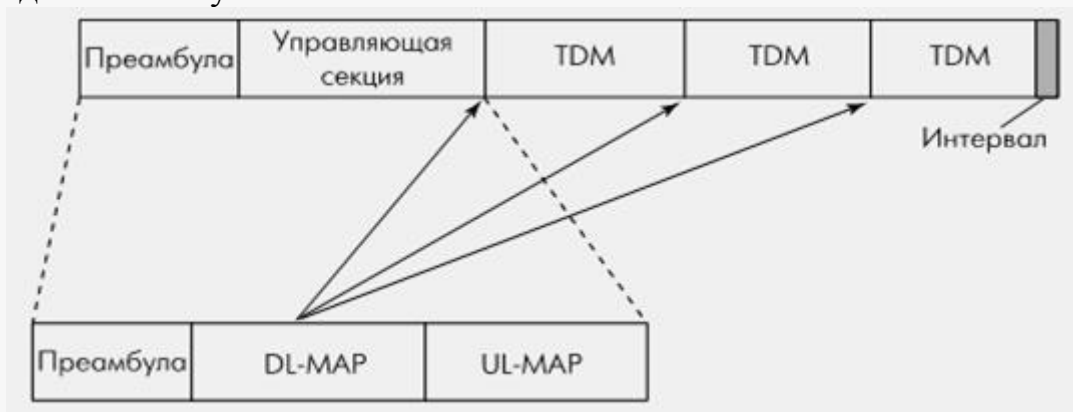 Преамбула
Управляющая
секция
TDM
TDM
TDM
Интервал
Преамбула
DL-MAP
UL-MAP